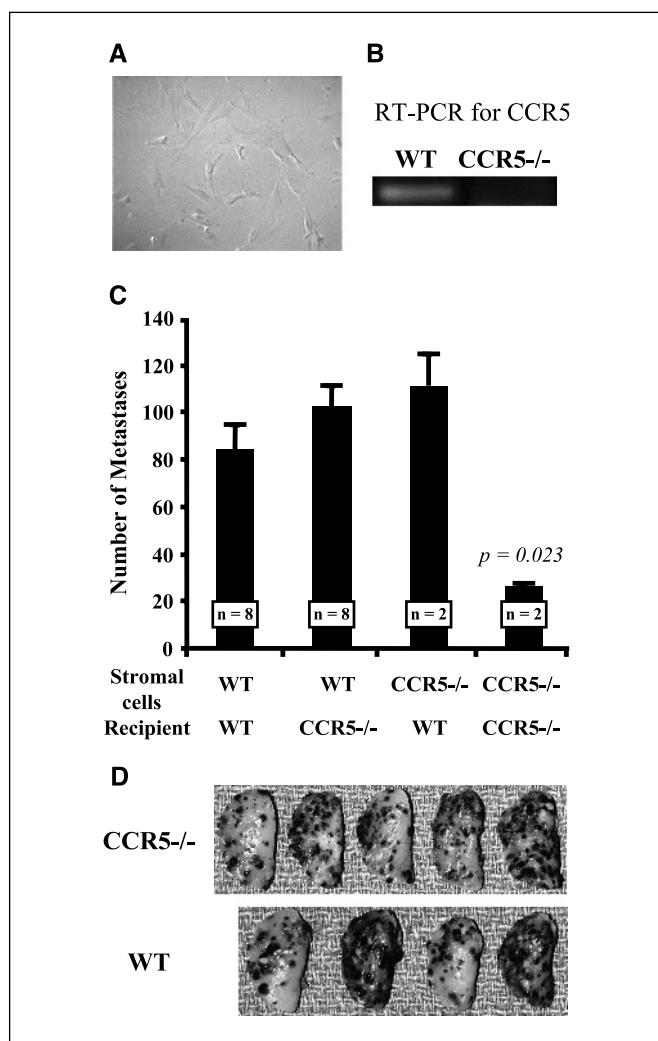 A
B
RT-PCR for CCR5
WT CCR5-/-
C
Number of Metastases
140
120
100
80
60
40
20
0
p = 0.023
n = 8 n = 8 n = 2 n = 2
Stromal cells WT WT CCR5-/- CCR5-/-
Recipient WT CCR5-/- WT CCR5-/-
D
CCR5-/-
WT